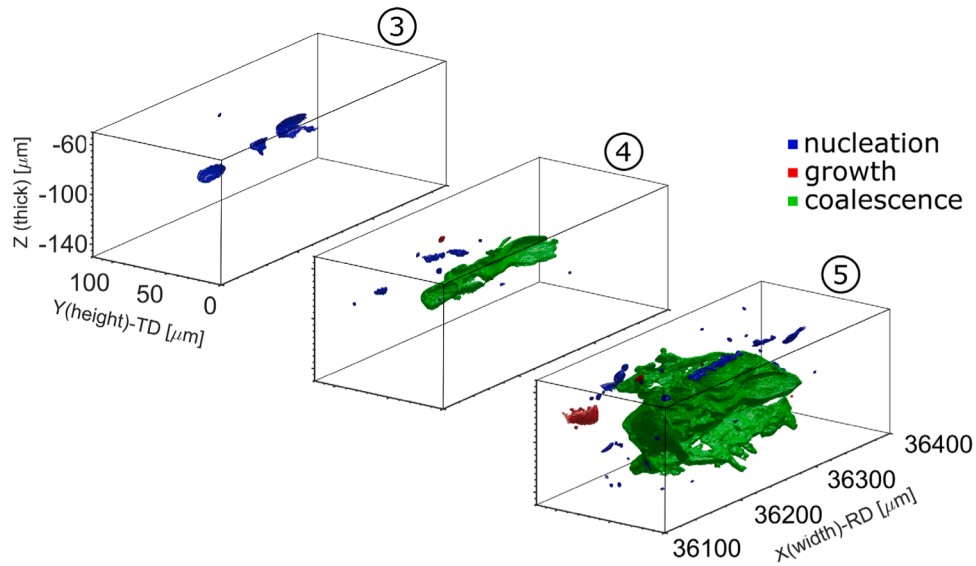 ③
④
⑤
nucleation
growth
coalescence
Z (thick) [μm]
-60
-100
-140
100
50
0
Y(height)-TD [μm]
36400
36300
36200
36100
X(width)-RD [μm]